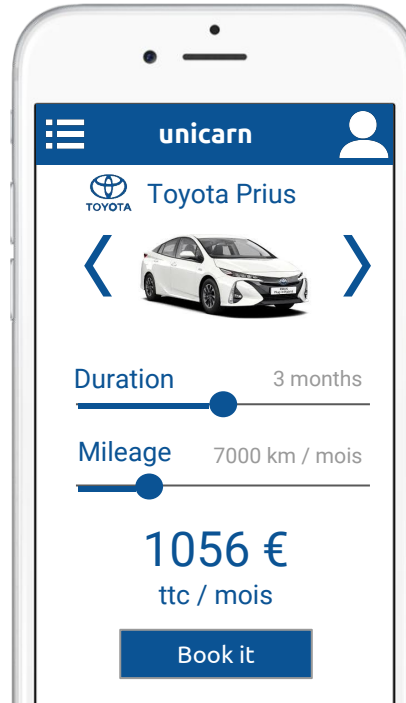 unicarn
TOYOTA
Toyota Prius
Duration
3 months
Mileage
7000 km / mois
1056 €
ttc / mois
Book it